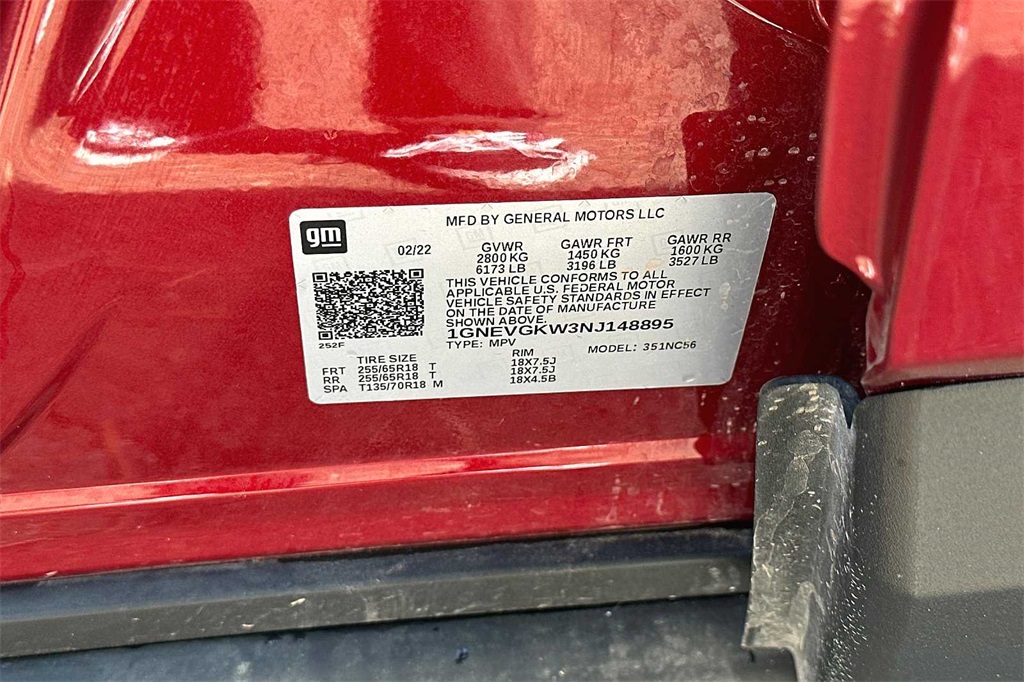 MFD BY GENERAL MOTORS LLC
gm
02/22 GVWR GAWR FRT GAWR RR
2800 KG 1450 KG 1600 KG
6173 LB 3196 LB 3527 LB
THIS VEHICLE CONFORMS TO ALL
APPLICABLE U.S. FEDERAL MOTOR
VEHICLE SAFETY STANDARDS IN EFFECT
ON THE DATE OF MANUFACTURE
SHOWN ABOVE.
1GNEVGKW3NJ148895
252F
TYPE: MPV MODEL: 351NC56
TIRE SIZE RIM
FRT 255/65R18 T 18X7.5J
RR 255/65R18 T 18X7.5J
SPA T135/70R18 M 18X4.5B